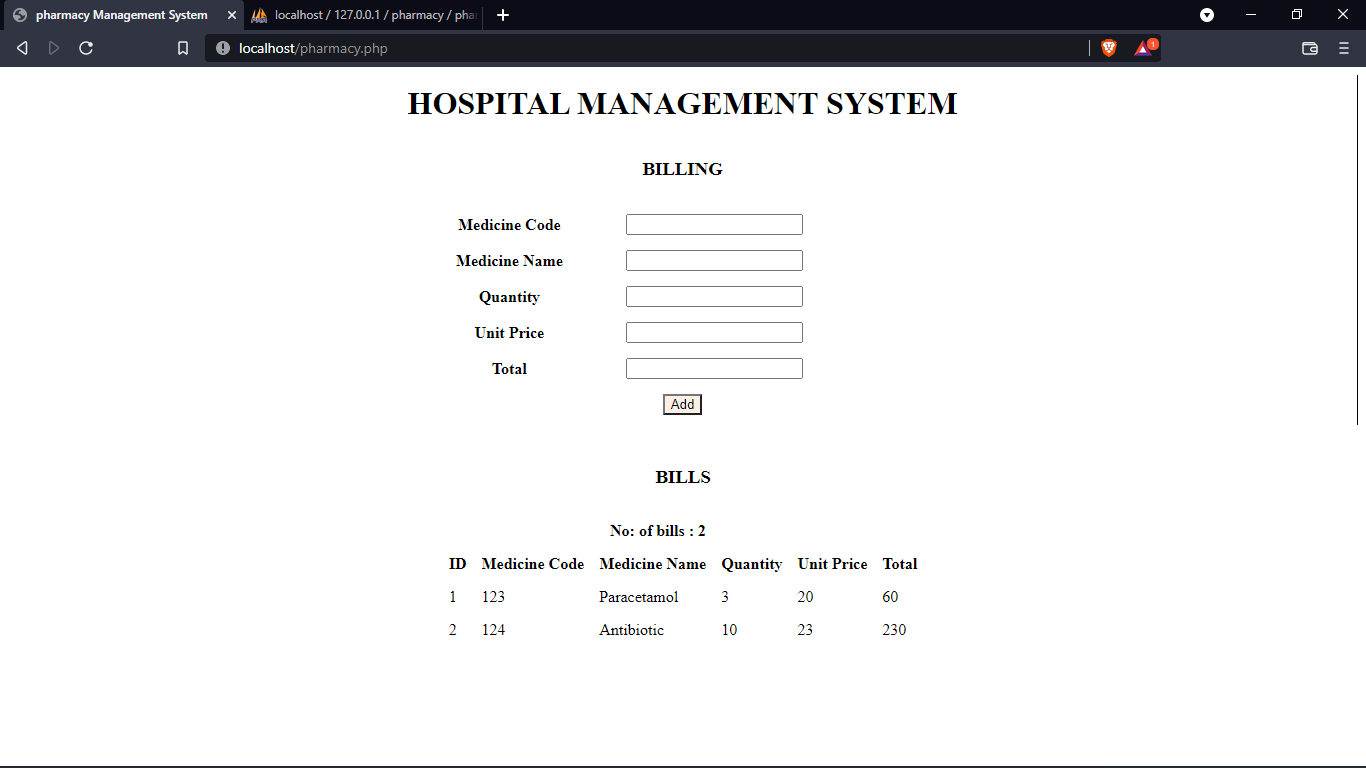 pharmacy Management System
localhost / 127.0.0.1 / pharmacy / pha
localhost/pharmacy.php
1
HOSPITAL MANAGEMENT SYSTEM
BILLING
Medicine Code
Medicine Name
Quantity
Unit Price
Total
Add
BILLS
No: of bills : 2
ID Medicine Code Medicine Name Quantity Unit Price Total
1 123 Paracetamol 3 20 60
2 124 Antibiotic 10 23 230